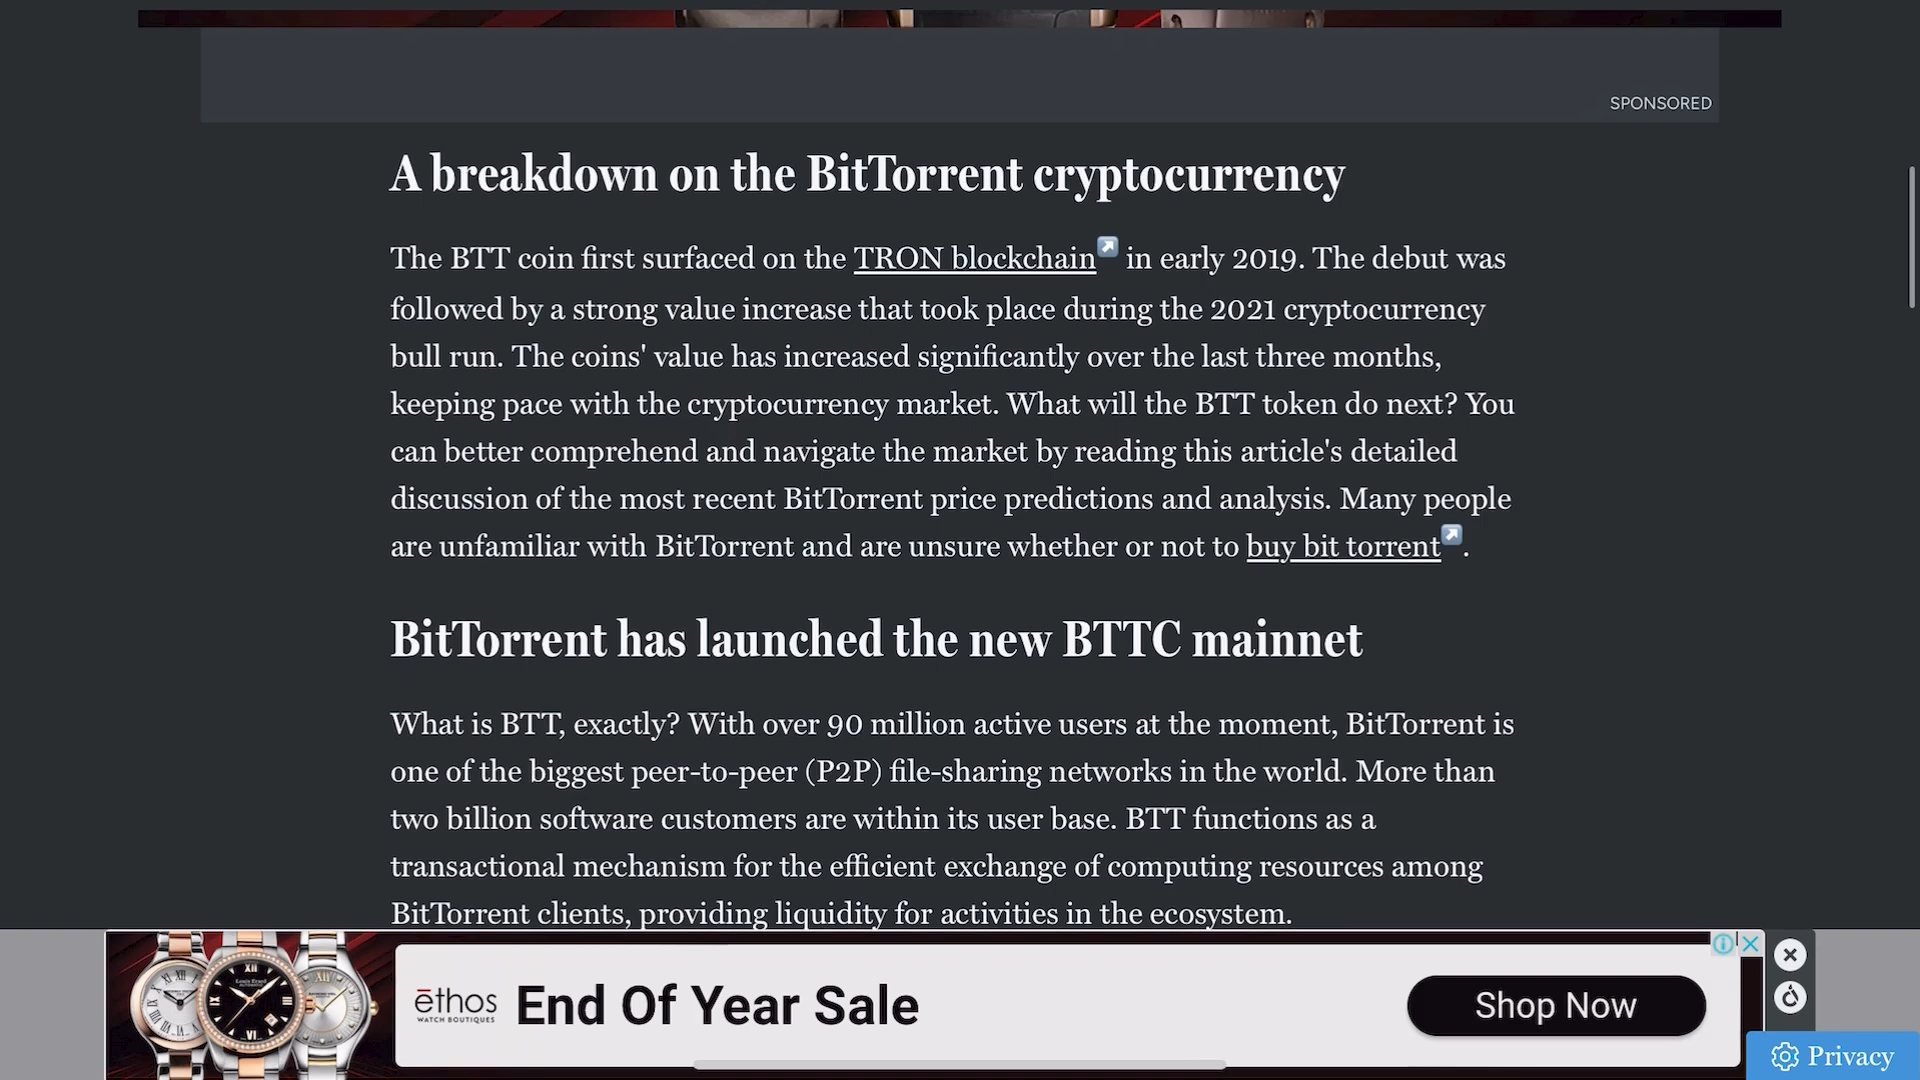 SPONSORED
A breakdown on the BitTorrent cryptocurrency
The BTT coin first surfaced on the TRON blockchain in early 2019. The debut was
followed by a strong value increase that took place during the 2021 cryptocurrency
bull run. The coins' value has increased significantly over the last three months,
keeping pace with the cryptocurrency market. What will the BTT token do next? You
can better comprehend and navigate the market by reading this article's detailed
discussion of the most recent BitTorrent price predictions and analysis. Many people
are unfamiliar with BitTorrent and are unsure whether or not to buy bit torrent.
BitTorrent has launched the new BTTC mainnet
What is BTT, exactly? With over 90 million active users at the moment, BitTorrent is
one of the biggest peer-to-peer (P2P) file-sharing networks in the world. More than
two billion software customers are within its user base. BTT functions as a
transactional mechanism for the efficient exchange of computing resources among
BitTorrent clients, providing liquidity for activities in the ecosystem.
ēthos
WATCH BOUTIQUES
End Of Year Sale
Shop Now
Privacy